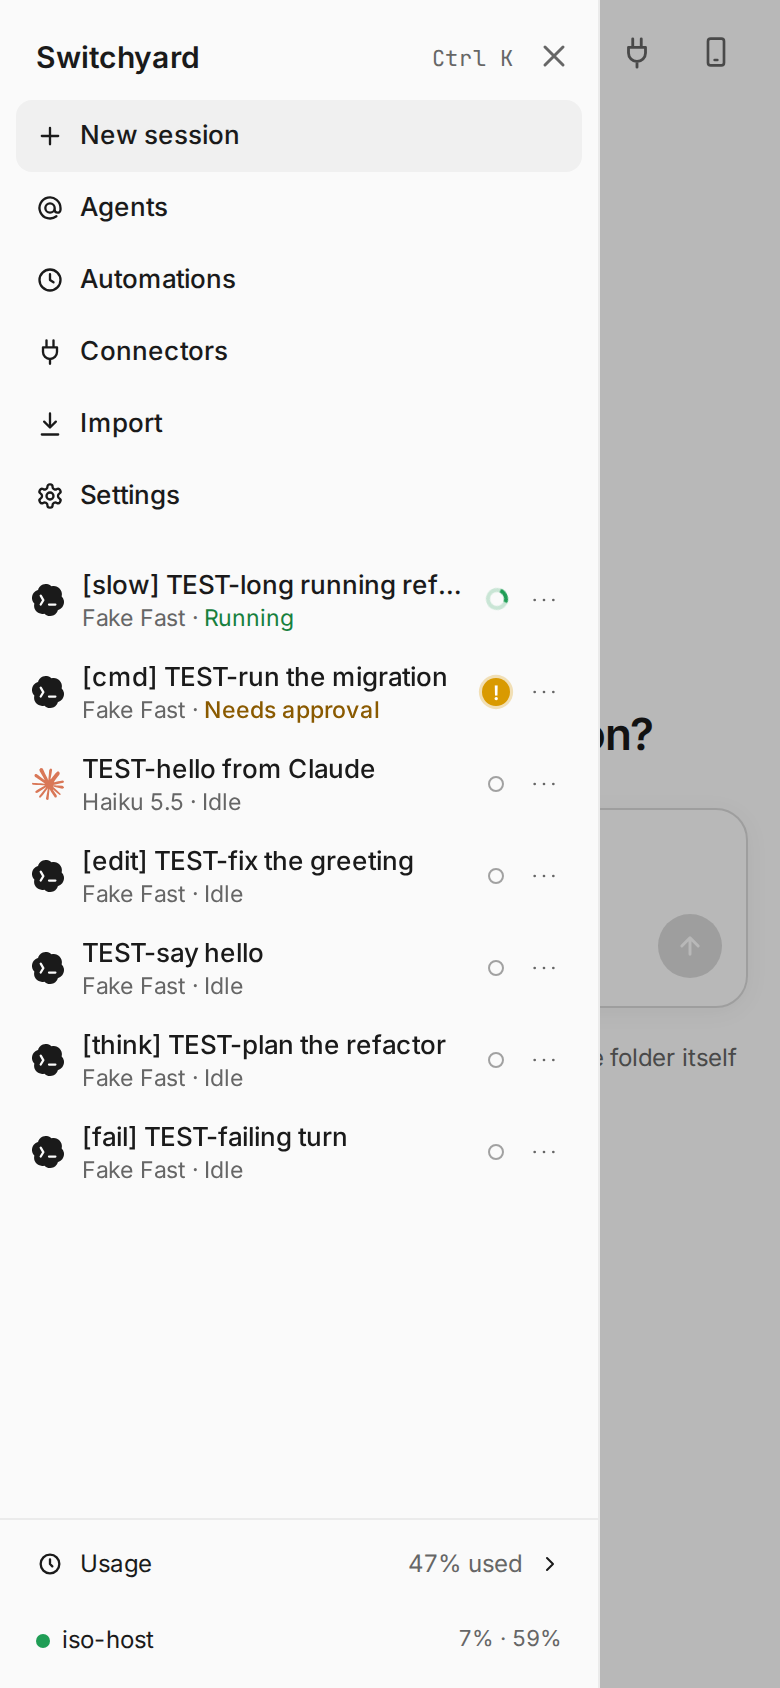 Switchyard
Ctrl K
New session
Agents
Automations
Connectors
Import
Settings
[slow] TEST-long running ref...
Fake Fast · Running
[cmd] TEST-run the migration
Fake Fast · Needs approval
TEST-hello from Claude
Haiku 5.5 · Idle
[edit] TEST-fix the greeting
Fake Fast · Idle
TEST-say hello
Fake Fast · Idle
[think] TEST-plan the refactor
Fake Fast · Idle
[fail] TEST-failing turn
Fake Fast · Idle
on?
folder itself
Usage
47% used
iso-host
7% · 59%